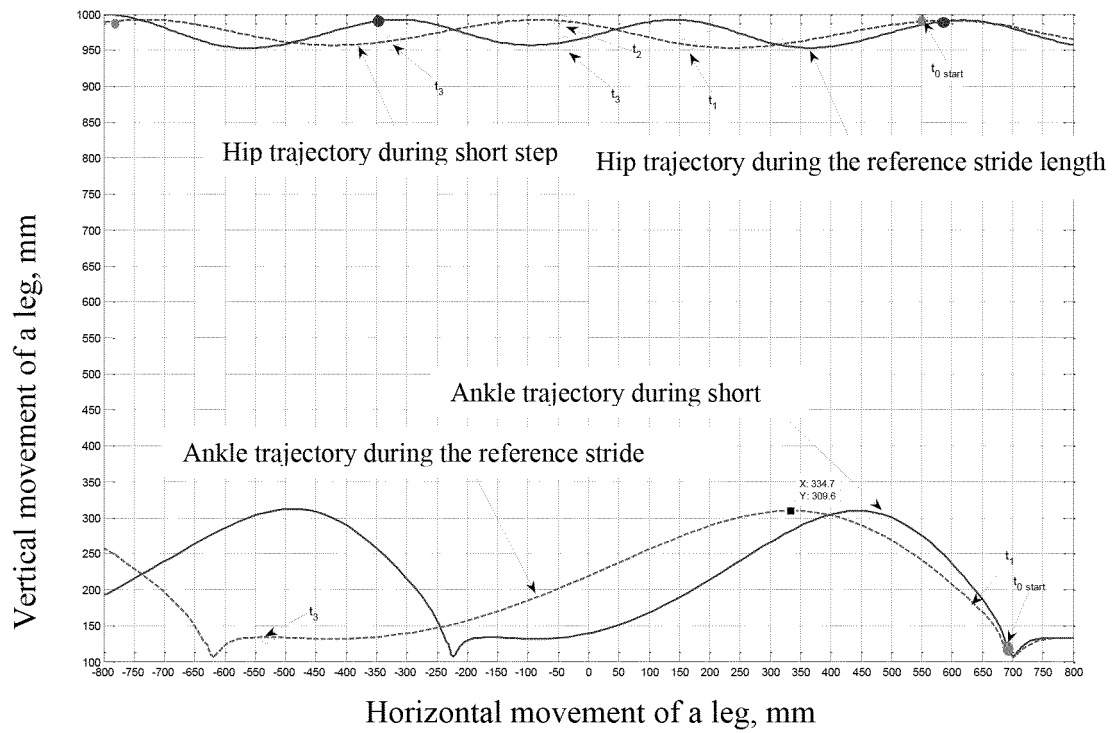 1000
950
900
850
800
750
700
650
600
550
500
450
400
350
300
250
200
150
100
t3
t2
t3
t1
t0 start
Hip trajectory during short step
Hip trajectory during the reference stride length
Ankle trajectory during short
Ankle trajectory during the reference stride
X: 334.7
Y: 309.6
t1
t0 start
t3
-800 -750 -700 -650 -600 -550 -500 -450 -400 -350 -300 -250 -200 -150 -100 -50 0 50 100 150 200 250 300 350 400 450 500 550 600 650 700 750 800
Horizontal movement of a leg, mm
Vertical movement of a leg, mm